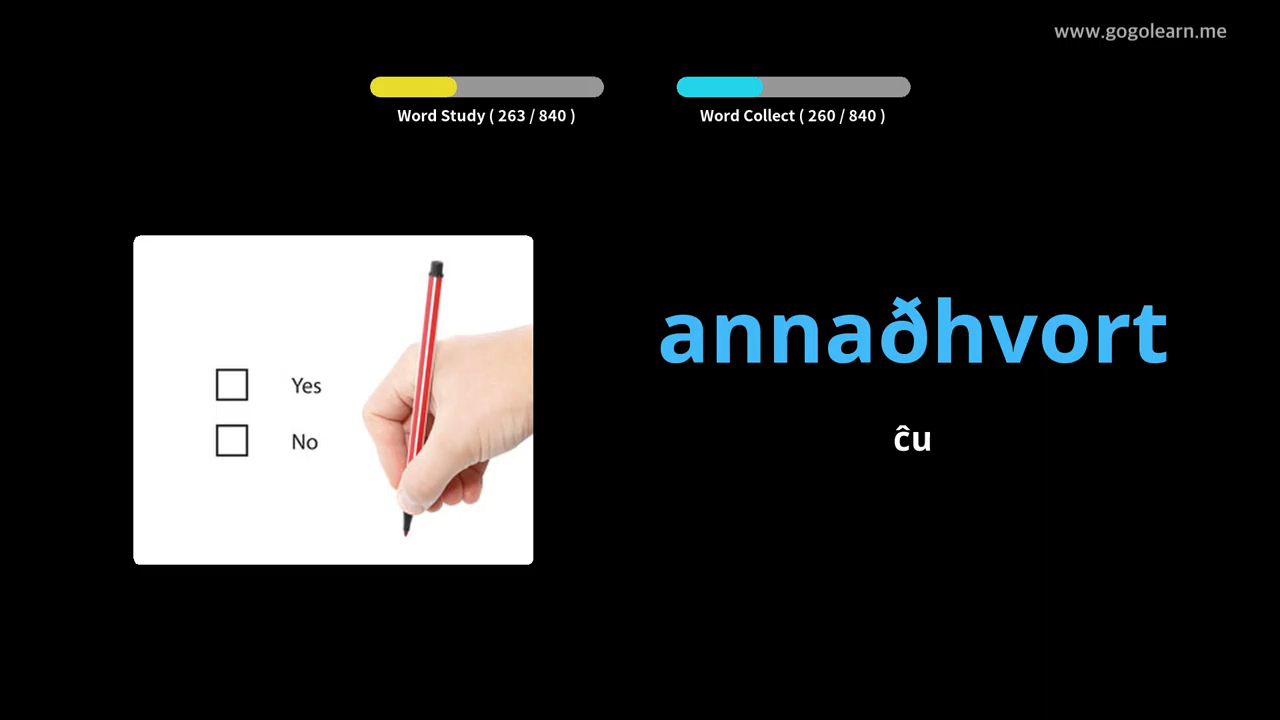 www.gogolearn.me
Word Study ( 263 / 840 )
Word Collect ( 260 / 840 )
Yes
No
annaðhvort
ĉu